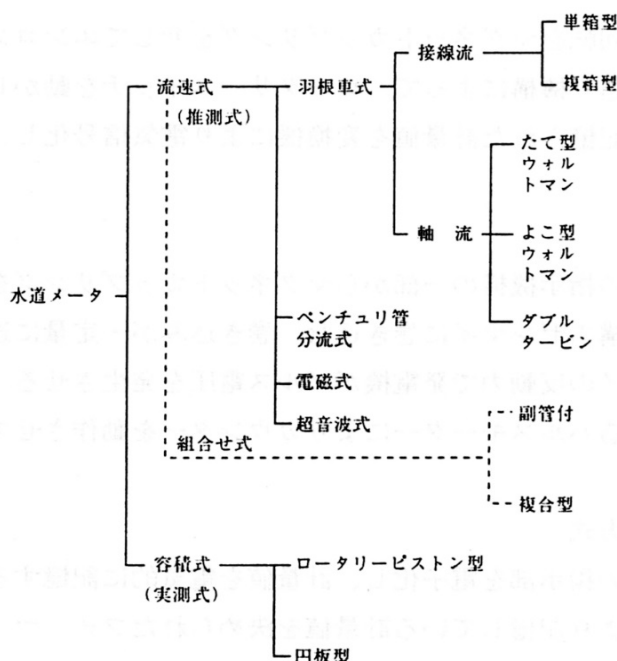 水道メータ
流速式
(推測式)
羽根車式
接線流
単箱型
複箱型
軸 流
たて型
ウォル
トマン
よこ型
ウォル
トマン
ダブル
タービン
ベンチュリ管
分流式
電磁式
超音波式
組合せ式
副管付
複合型
容積式
(実測式)
ロータリーピストン型
円板型